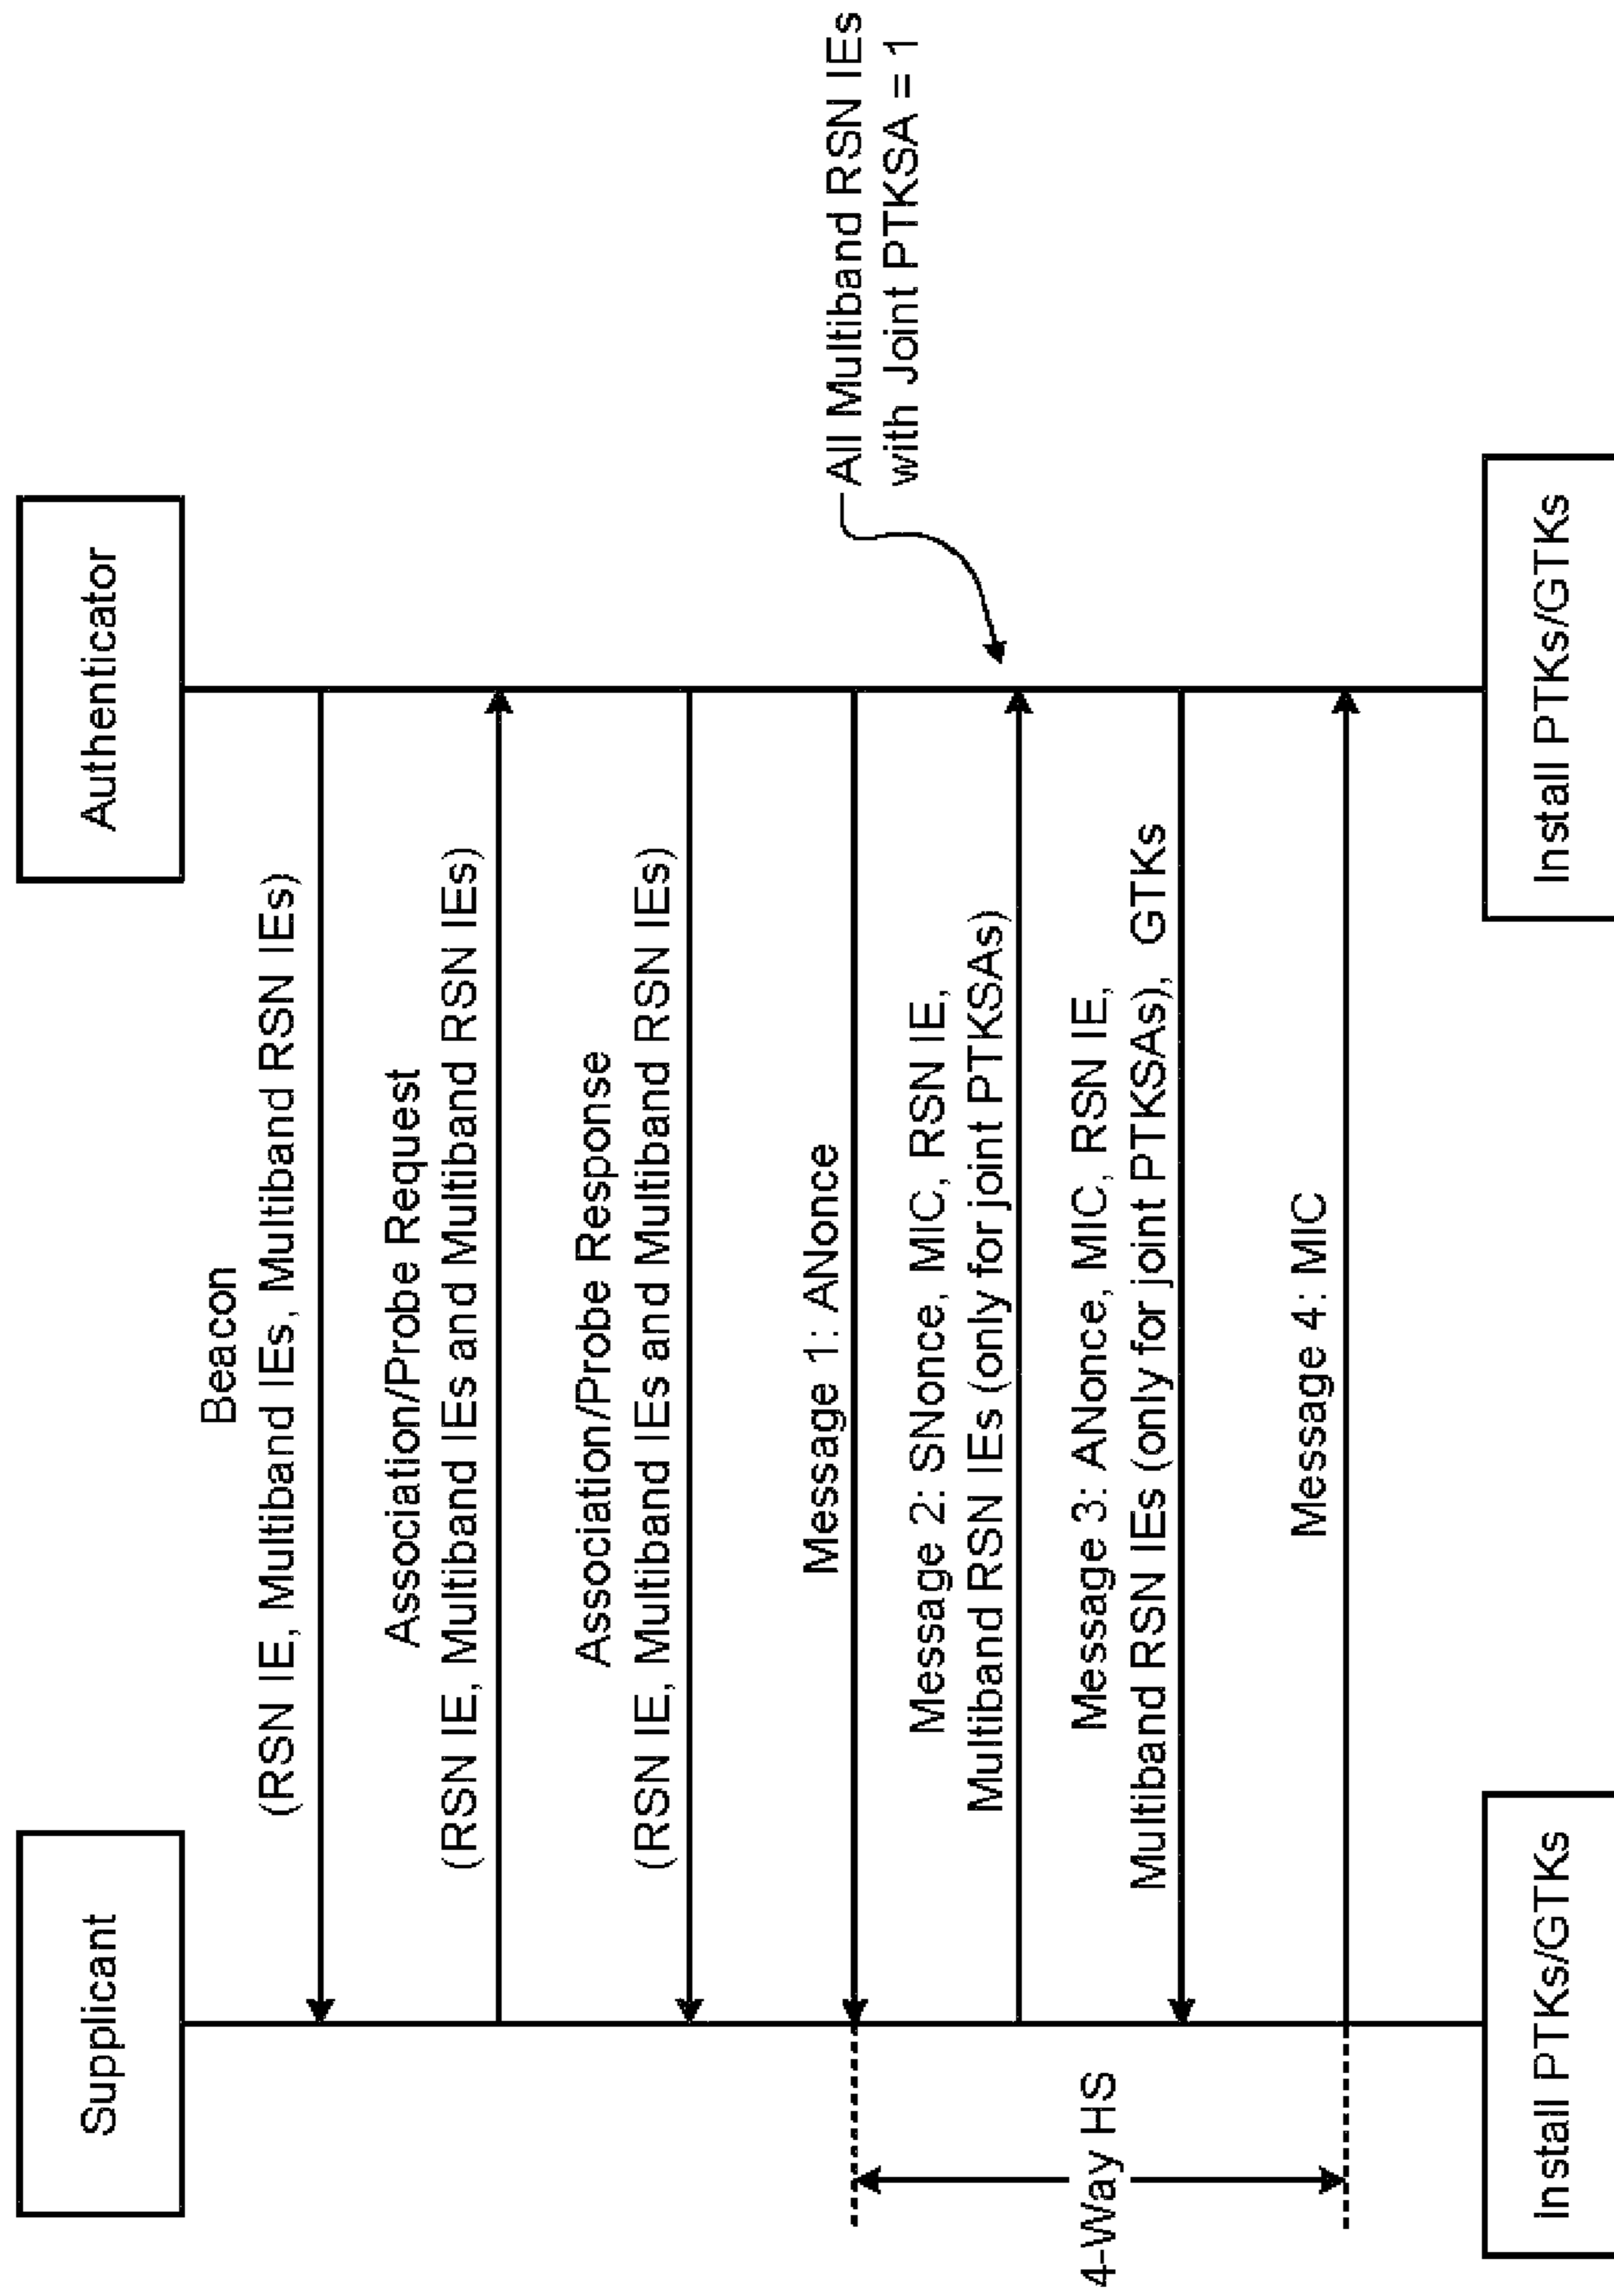 Supplicant
Authenticator
Beacon
(RSN IE, Multiband IEs, Multiband RSN IEs)
Association/Probe Request
(RSN IE, Multiband IEs and Multiband RSN IEs)
Association/Probe Response
(RSN IE, Multiband IEs and Multiband RSN IEs)
Message 1: ANonce
Message 2: SNonce, MIC, RSN IE,
Multiband RSN IEs (only for joint PTKSAs)
All Multiband RSN IEs
with Joint PTKSA = 1
Message 3: ANonce, MIC, RSN IE,
Multiband RSN IEs (only for joint PTKSAs), GTKs
Message 4: MIC
4-Way HS
Install PTKs/GTKs
Install PTKs/GTKs